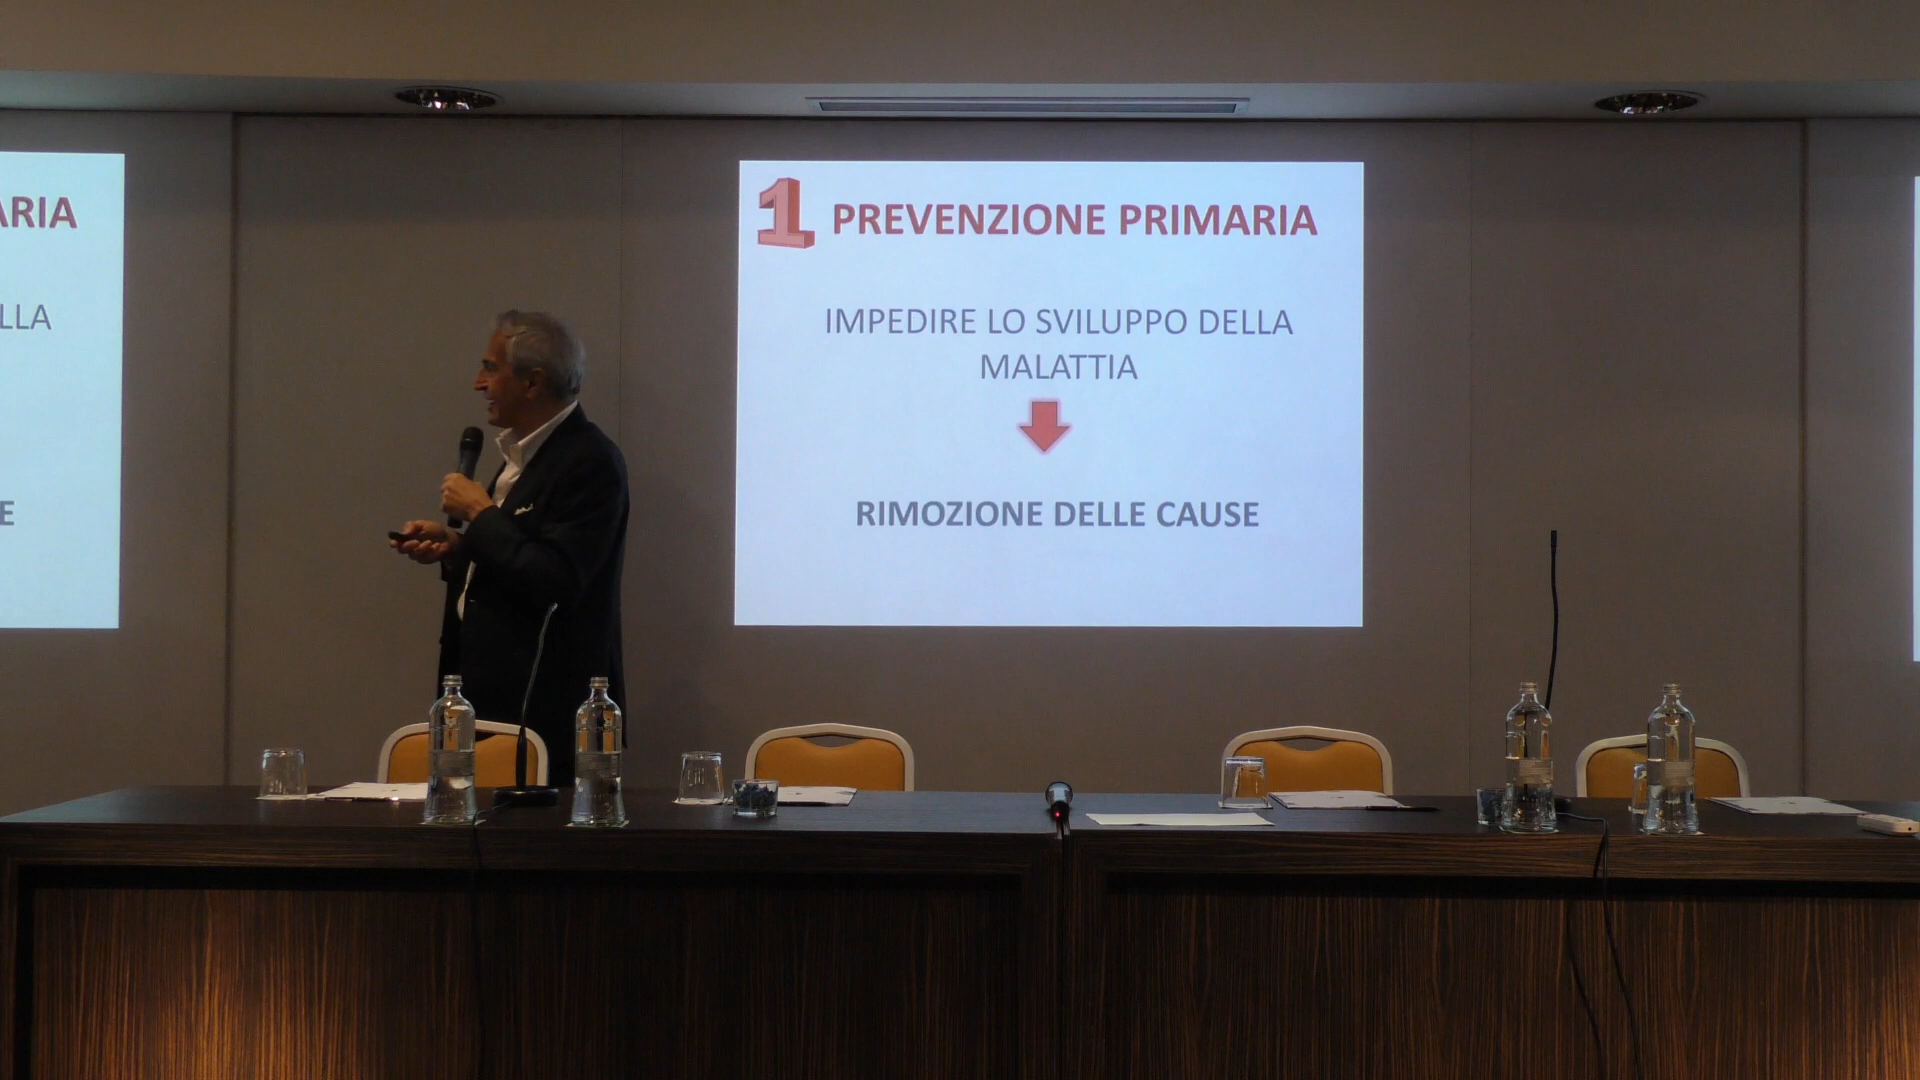 ARIA
LLA
E
1 PREVENZIONE PRIMARIA
IMPEDIRE LO SVILUPPO DELLA
MALATTIA
RIMOZIONE DELLE CAUSE